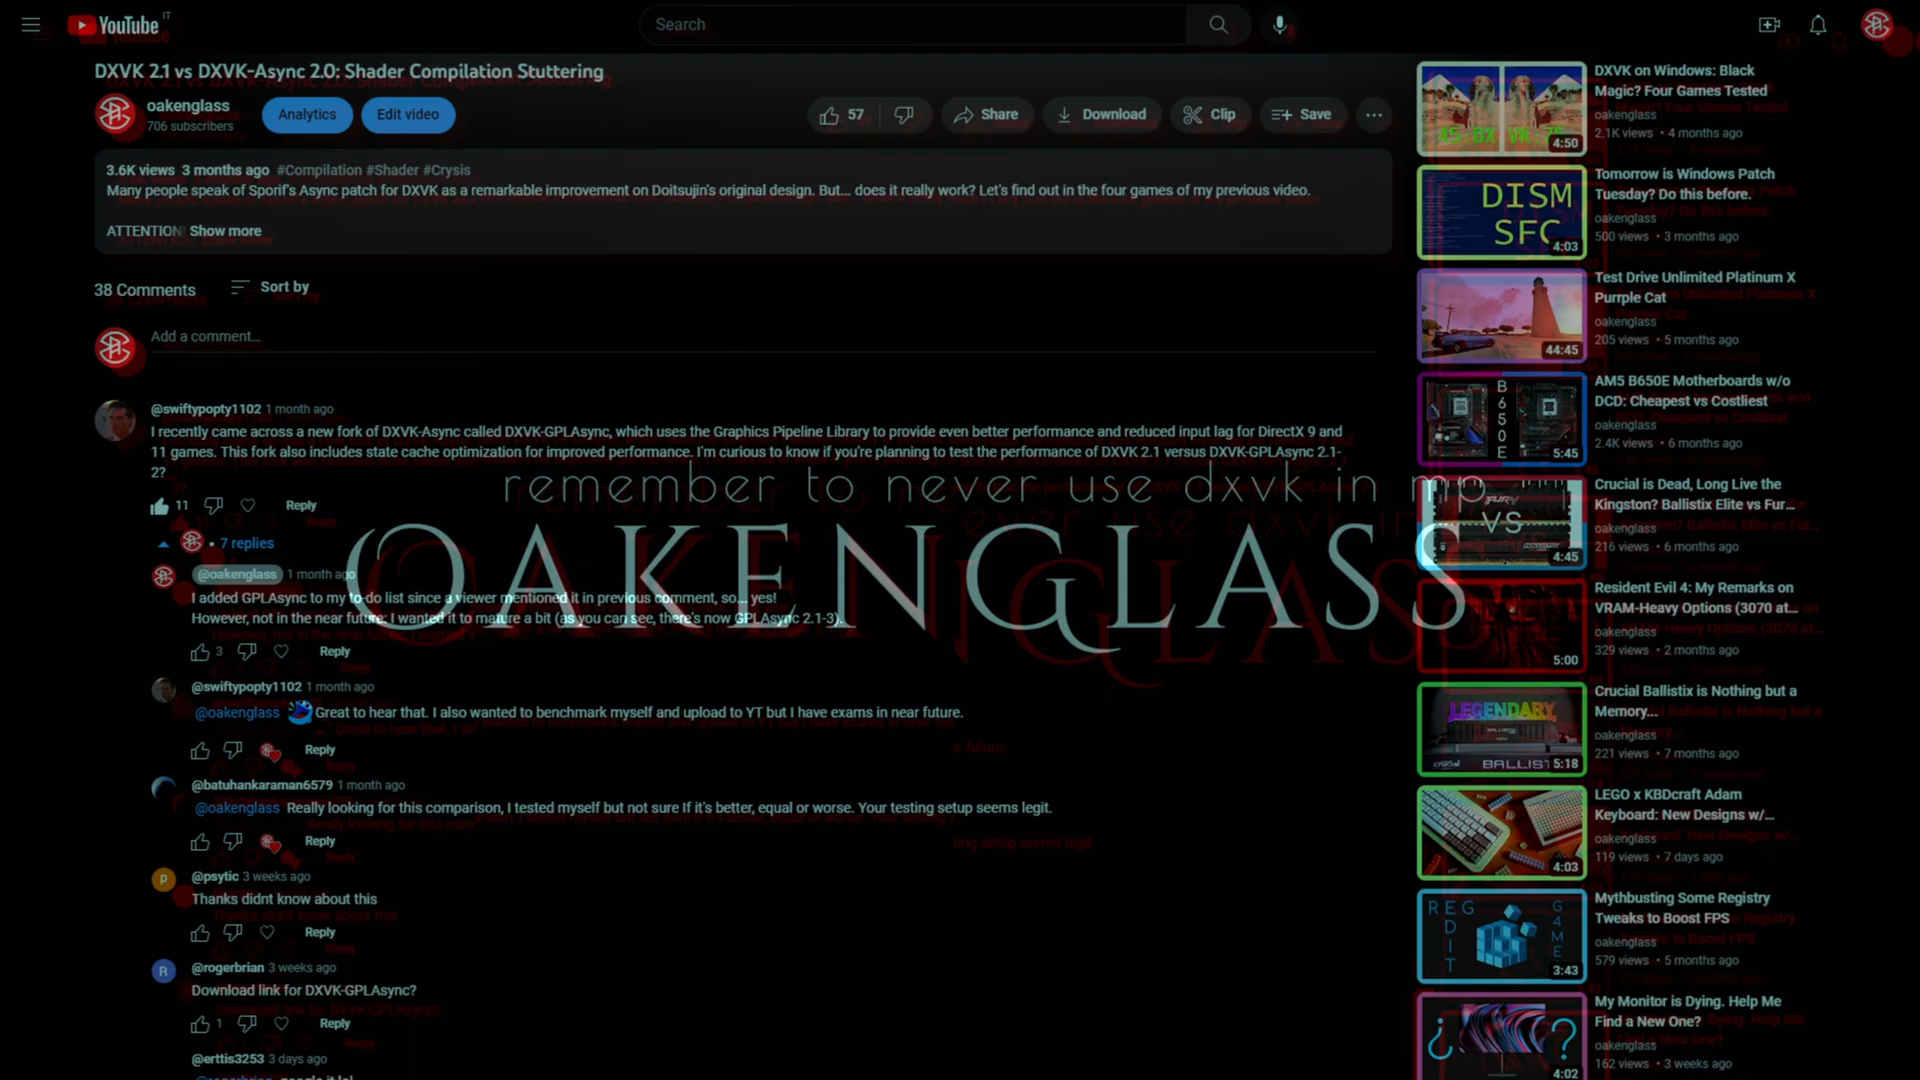 YouTube IT
Search
DXVK 2.1 vs DXVK-Async 2.0: Shader Compilation Stuttering
oakenglass
706 subscribers
Analytics
Edit video
57
Share
Download
Clip
Save
3.6K views 3 months ago #Compilation #Shader #Crysis
Many people speak of Sporif's Async patch for DXVK as a remarkable improvement on Doitsujin's original design. But... does it really work? Let's find out in the four games of my previous video.
ATTENTION Show more
38 Comments
Sort by
Add a comment...
@swiftypopty1102 1 month ago
I recently came across a new fork of DXVK-Async called DXVK-GPLAsync, which uses the Graphics Pipeline Library to provide even better performance and reduced input lag for DirectX 9 and
11 games. This fork also includes state cache optimization for improved performance. I'm curious to know if you're planning to test the performance of DXVK 2.1 versus DXVK-GPLAsync 2.1-
2?
11 Reply
7 replies
remember to never use dxvk in mp
OAKENGLASS
@oakenglass 1 month ago
I added GPLAsync to my to-do list since a viewer mentioned it in previous comment, so... yes!
However, not in the near future; I wanted it to mature a bit (as you can see, there's now GPLAsync 2.1-3).
3 Reply
@swiftypopty1102 1 month ago
@oakenglass Great to hear that. I also wanted to benchmark myself and upload to YT but I have exams in near future.
Reply
@batuhankaraman6579 1 month ago
@oakenglass Really looking for this comparison, I tested myself but not sure If it's better, equal or worse. Your testing setup seems legit.
Reply
P
@psytic 3 weeks ago
Thanks didnt know about this
Reply
R
@rogerbrian 3 weeks ago
Download link for DXVK-GPLAsync?
1 Reply
@erttis3253 3 days ago
4:50
DXVK on Windows: Black
Magic? Four Games Tested
oakenglass
2.1K views • 4 months ago
DISM
SFC
4:03
Tomorrow is Windows Patch
Tuesday? Do this before.
oakenglass
500 views • 3 months ago
44:45
Test Drive Unlimited Platinum X
Purrple Cat
oakenglass
205 views • 5 months ago
B650E
5:45
AM5 B650E Motherboards w/o
DCD: Cheapest vs Costliest
oakenglass
2.4K views • 6 months ago
FURY
VS
4:45
Crucial is Dead, Long Live the
Kingston? Ballistix Elite vs Fur...
oakenglass
216 views • 6 months ago
5:00
Resident Evil 4: My Remarks on
VRAM-Heavy Options (3070 at...
oakenglass
329 views • 2 months ago
LEGENDARY
crucial BALLIST
5:18
Crucial Ballistix is Nothing but a
Memory...
oakenglass
221 views • 7 months ago
4:03
LEGO x KBDcraft Adam
Keyboard: New Designs w/...
oakenglass
119 views • 7 days ago
REGEDIT
G4ME
3:43
Mythbusting Some Registry
Tweaks to Boost FPS
oakenglass
579 views • 5 months ago
¿ ?
4:02
My Monitor is Dying. Help Me
Find a New One?
oakenglass
162 views • 3 weeks ago